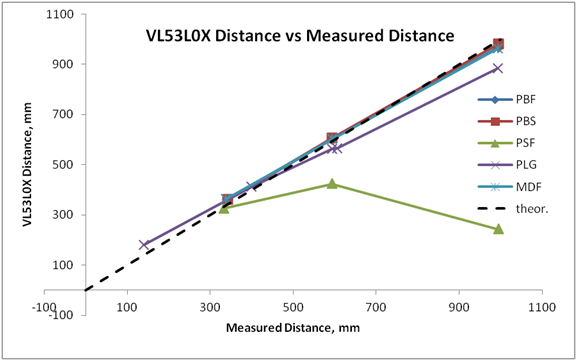 VL53L0X Distance vs Measured Distance
1100
900
700
500
300
100
-100
VL53L0X Distance, mm
-100
100
300
500
700
900
1100
Measured Distance, mm
PBF
PBS
PSF
PLG
MDF
theor.